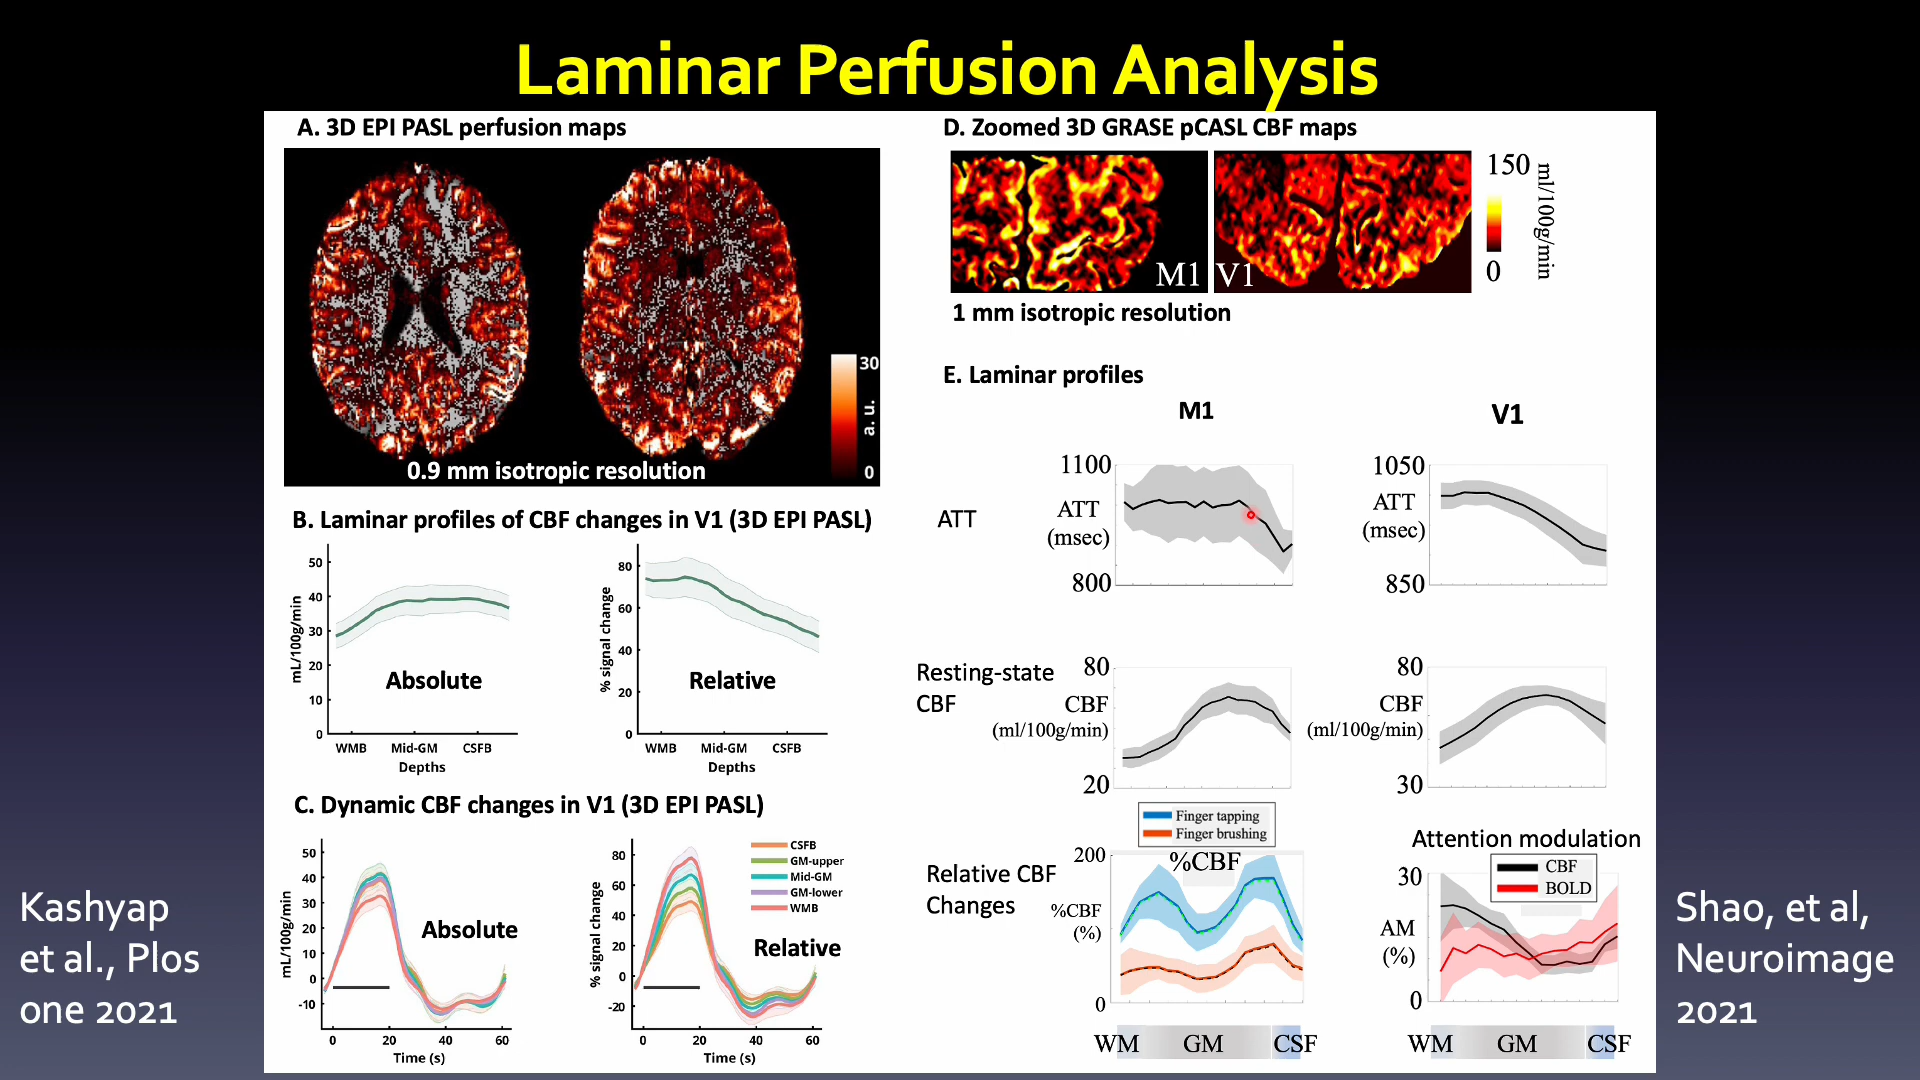 Laminar Perfusion Analysis
A. 3D EPI PASL perfusion maps
30
a. u.
0
0.9 mm isotropic resolution
B. Laminar profiles of CBF changes in V1 (3D EPI PASL)
mL/100g/min
50
40
30
20
10
0
Absolute
WMB Mid-GM CSFB
Depths
% signal change
80
60
40
20
0
Relative
WMB Mid-GM CSFB
Depths
C. Dynamic CBF changes in V1 (3D EPI PASL)
mL/100g/min
50
40
30
20
10
0
-10
Absolute
0 20 40 60
Time (s)
% signal change
80
60
40
20
0
-20
CSFB
GM-upper
Mid-GM
GM-lower
WMB
Relative
0 20 40 60
Time (s)
D. Zoomed 3D GRASE pCASL CBF maps
M1
V1
150
0
ml/100g/min
1 mm isotropic resolution
E. Laminar profiles
M1
V1
ATT
1100
ATT
(msec)
800
1050
ATT
(msec)
850
Resting-state
CBF
80
CBF
(ml/100g/min)
20
80
CBF
(ml/100g/min)
30
Relative CBF
Changes
Finger tapping
Finger brushing
%CBF
200
%CBF
(%)
0
WM GM CSF
Attention modulation
CBF
BOLD
30
AM
(%)
0
WM GM CSF
Kashyap
et al., Plos
one 2021
Shao, et al,
Neuroimage
2021